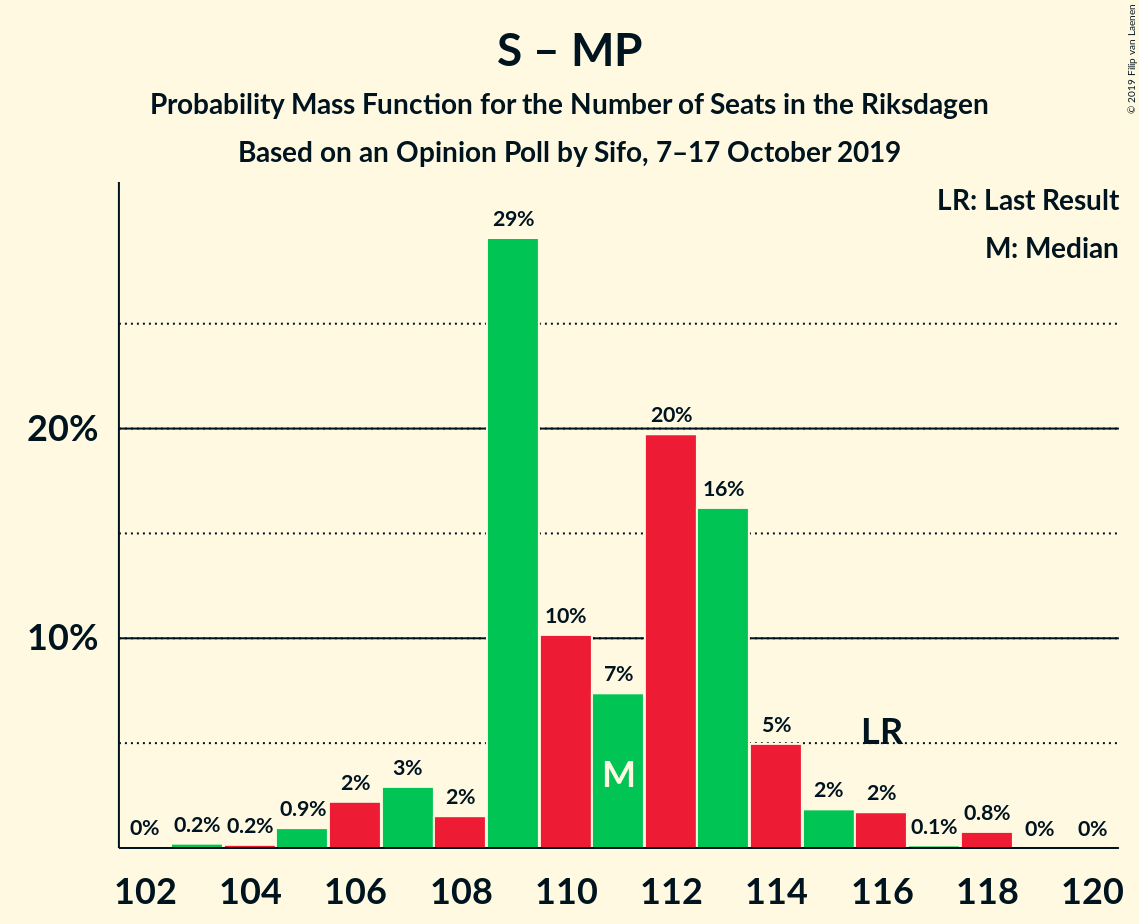 S – MP
Probability Mass Function for the Number of Seats in the Riksdagen
Based on an Opinion Poll by Sifo, 7–17 October 2019
© 2019 Filip van Laenen
LR: Last Result
M: Median
20%
10%
0%
0.2%
0.2%
0.9%
2%
3%
2%
29%
10%
7%
20%
16%
5%
2%
2%
0.1%
0.8%
0%
0%
M
LR
102 104 106 108 110 112 114 116 118 120